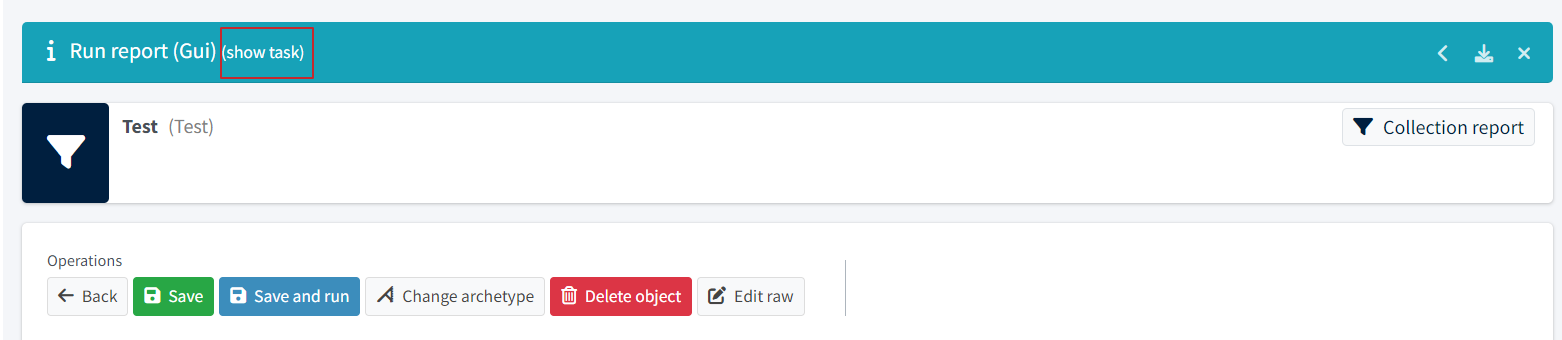 Run report (Gui) (show task)
Test (Test)
Collection report
Operations
Back Save Save and run Change archetype Delete object Edit raw